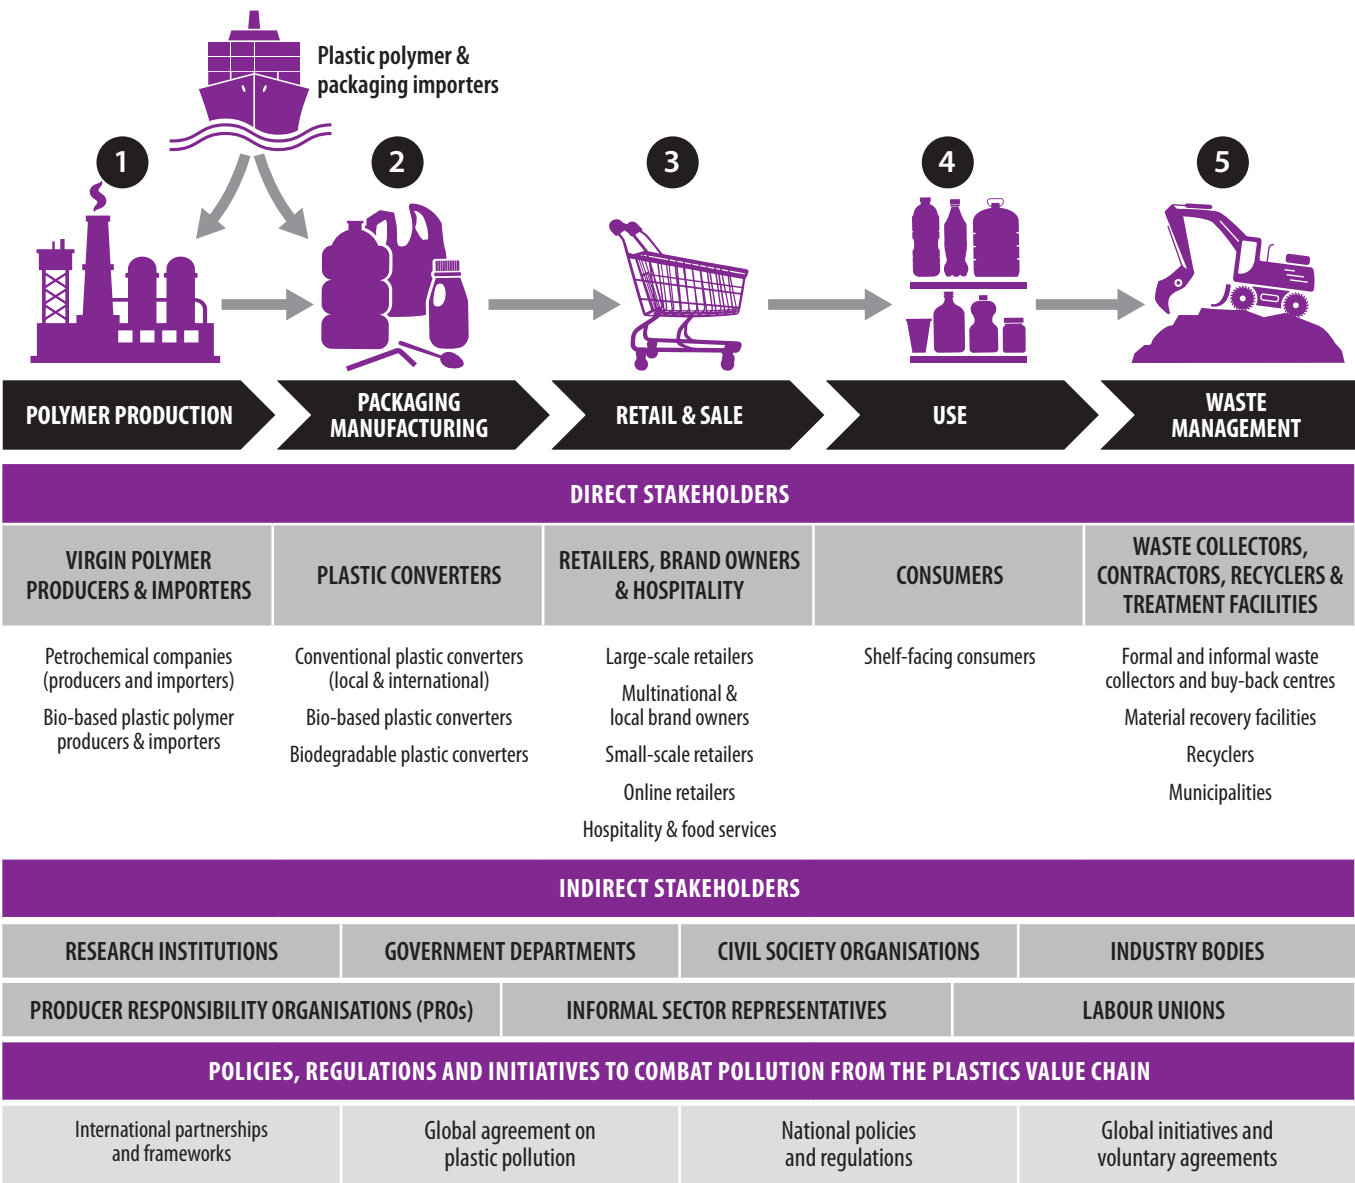 Plastic polymer &
packaging importers
1
2
3
4
5
POLYMER PRODUCTION
PACKAGING
MANUFACTURING
RETAIL & SALE
USE
WASTE
MANAGEMENT
DIRECT STAKEHOLDERS
VIRGIN POLYMER
PRODUCERS & IMPORTERS
PLASTIC CONVERTERS
RETAILERS, BRAND OWNERS
& HOSPITALITY
CONSUMERS
WASTE COLLECTORS,
CONTRACTORS, RECYCLERS &
TREATMENT FACILITIES
Petrochemical companies
(producers and importers)
Bio-based plastic polymer
producers & importers
Conventional plastic converters
(local & international)
Bio-based plastic converters
Biodegradable plastic converters
Large-scale retailers
Multinational &
local brand owners
Small-scale retailers
Online retailers
Hospitality & food services
Shelf-facing consumers
Formal and informal waste
collectors and buy-back centres
Material recovery facilities
Recyclers
Municipalities
INDIRECT STAKEHOLDERS
RESEARCH INSTITUTIONS
GOVERNMENT DEPARTMENTS
CIVIL SOCIETY ORGANISATIONS
INDUSTRY BODIES
PRODUCER RESPONSIBILITY ORGANISATIONS (PROs)
INFORMAL SECTOR REPRESENTATIVES
LABOUR UNIONS
POLICIES, REGULATIONS AND INITIATIVES TO COMBAT POLLUTION FROM THE PLASTICS VALUE CHAIN
International partnerships
and frameworks
Global agreement on
plastic pollution
National policies
and regulations
Global initiatives and
voluntary agreements